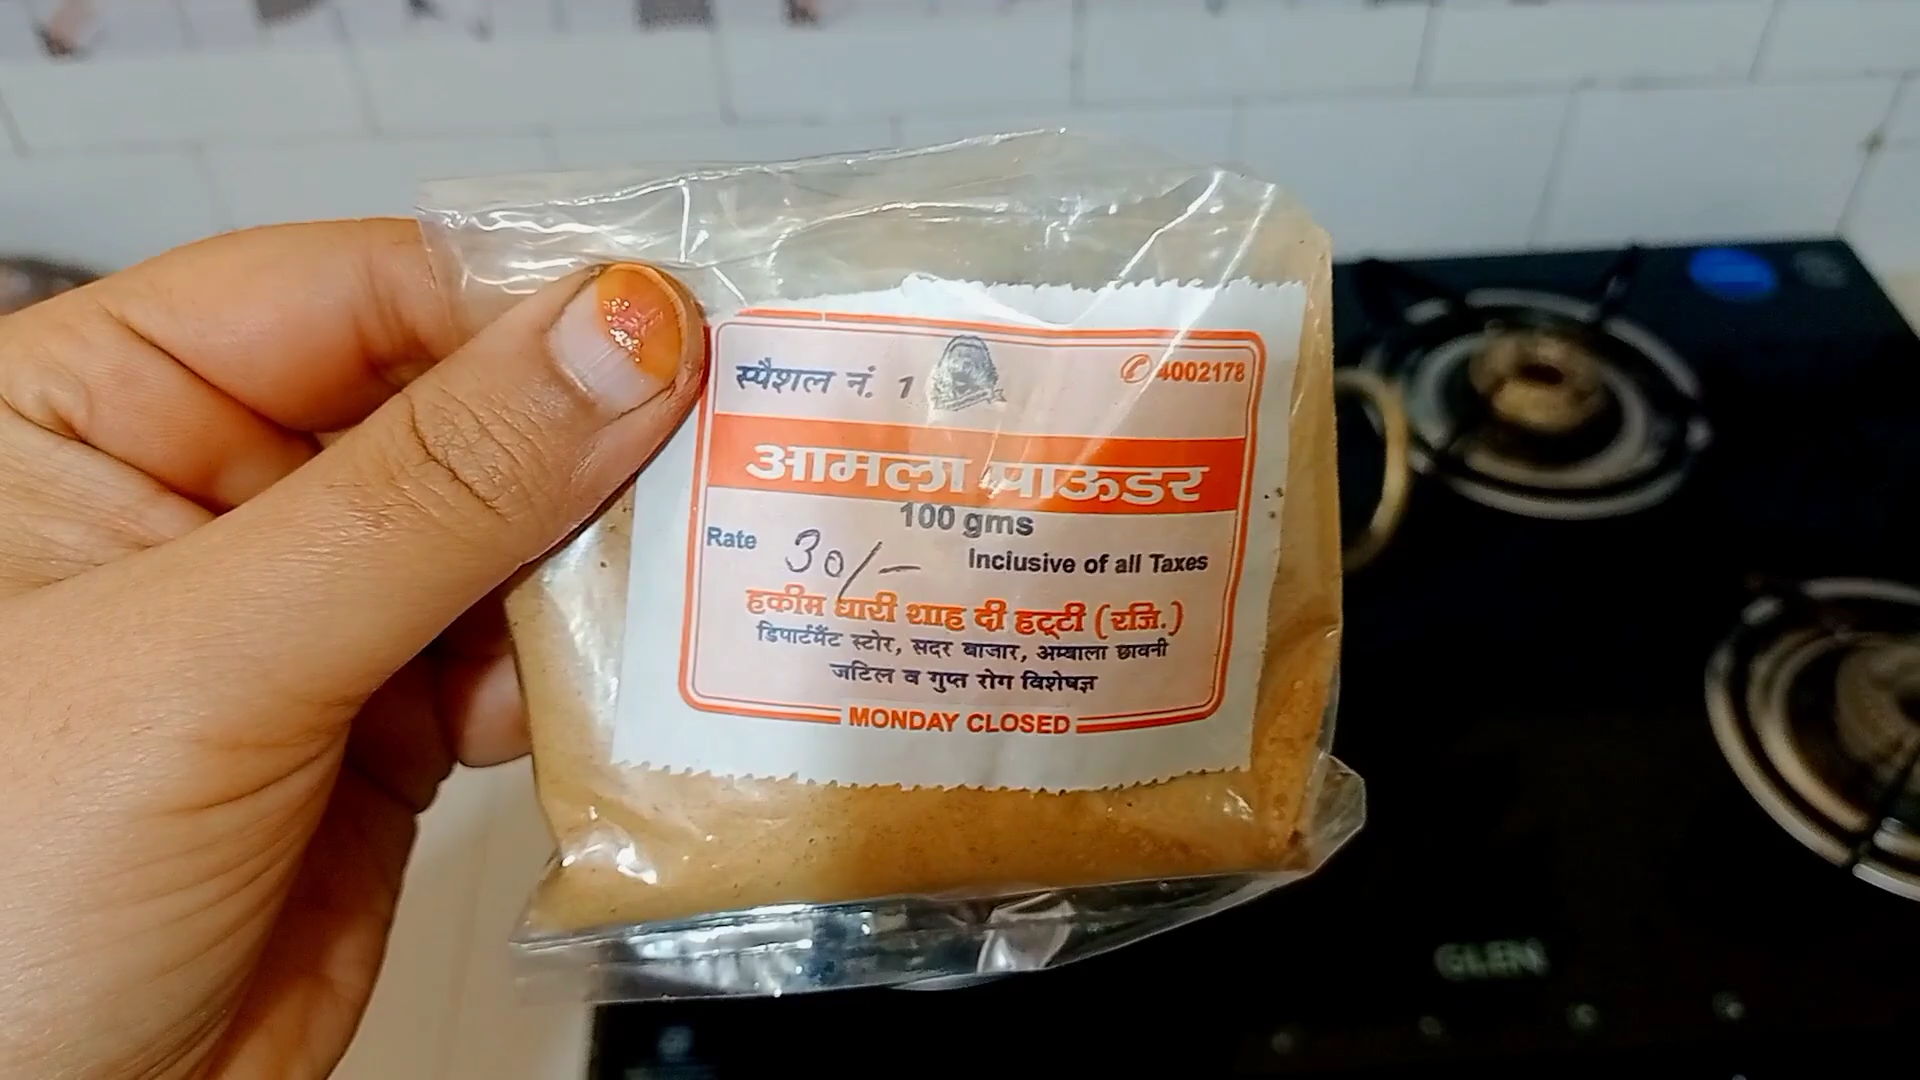 स्पैशल नं. 1
4002178
आमला पाऊडर
100 gms
Rate 30/- Inclusive of all Taxes
हकीम धारी शाह दी हट्टी (रजि.)
डिपार्टमैंट स्टोर, सदर बाजार, अम्बाला छावनी
जटिल व गुप्त रोग विशेषज्ञ
MONDAY CLOSED
GLEN